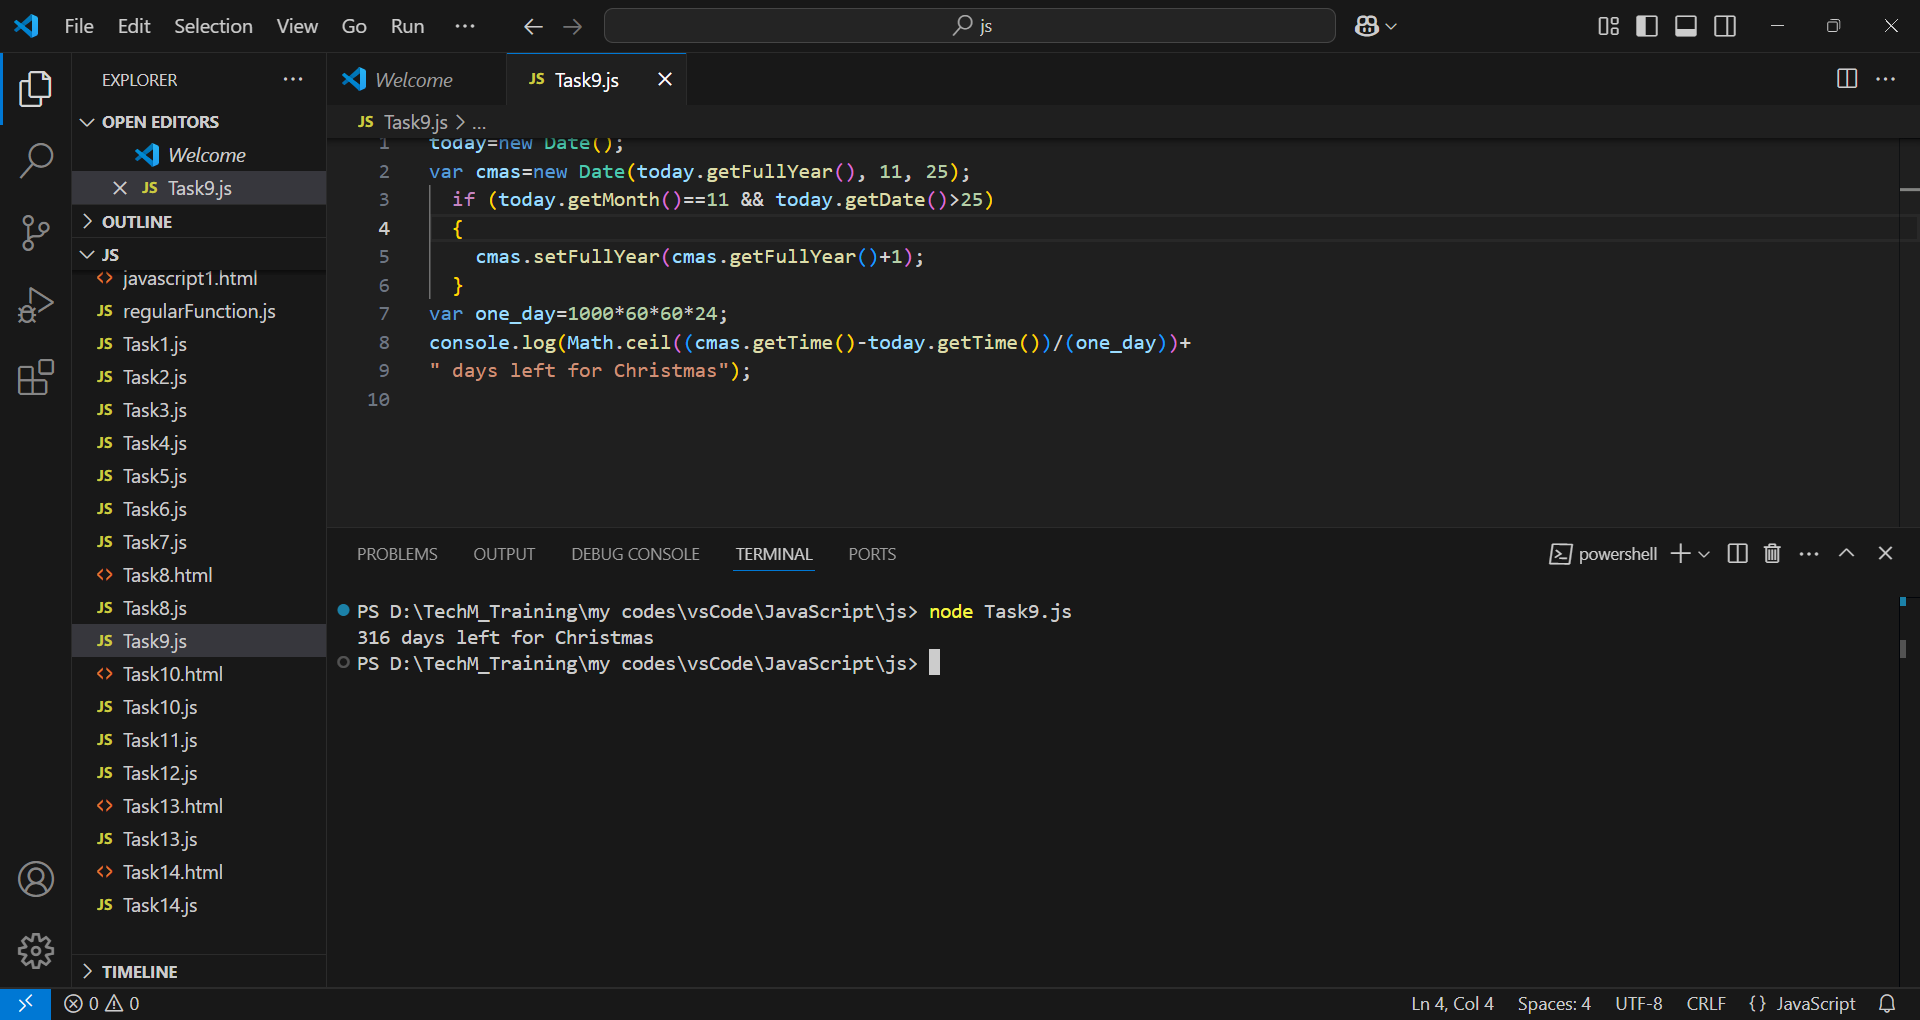 File Edit Selection View Go Run ··· js
EXPLORER ···
OPEN EDITORS
Welcome
JS Task9.js
OUTLINE
JS
<> javascript1.html
JS regularFunction.js
JS Task1.js
JS Task2.js
JS Task3.js
JS Task4.js
JS Task5.js
JS Task6.js
JS Task7.js
<> Task8.html
JS Task8.js
JS Task9.js
<> Task10.html
JS Task10.js
JS Task11.js
JS Task12.js
<> Task13.html
JS Task13.js
<> Task14.html
JS Task14.js
TIMELINE
Welcome JS Task9.js
JS Task9.js > ...
1 today=new Date();
2 var cmas=new Date(today.getFullYear(), 11, 25);
3 if (today.getMonth()==11 && today.getDate()>25)
4 {
5 cmas.setFullYear(cmas.getFullYear()+1);
6 }
7 var one_day=1000*60*60*24;
8 console.log(Math.ceil((cmas.getTime()-today.getTime())/(one_day))+
9 " days left for Christmas");
10
PROBLEMS OUTPUT DEBUG CONSOLE TERMINAL PORTS powershell
PS D:\TechM_Training\my codes\vsCode\JavaScript\js> node Task9.js
316 days left for Christmas
PS D:\TechM_Training\my codes\vsCode\JavaScript\js>
0 0 Ln 4, Col 4 Spaces: 4 UTF-8 CRLF {} JavaScript